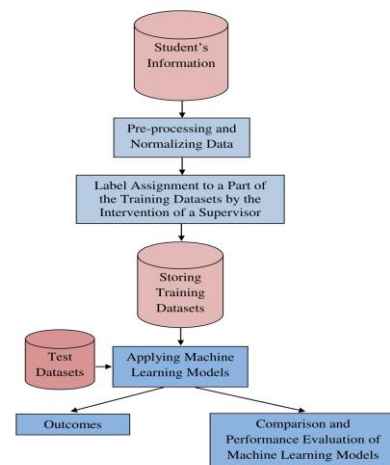 Student's
Information
Pre-processing and
Normalizing Data
Label Assignment to a Part of
the Training Datasets by the
Intervention of a Supervisor
Storing
Training
Datasets
Test
Datasets
Applying Machine
Learning Models
Outcomes
Comparison and
Performance Evaluation of
Machine Learning Models